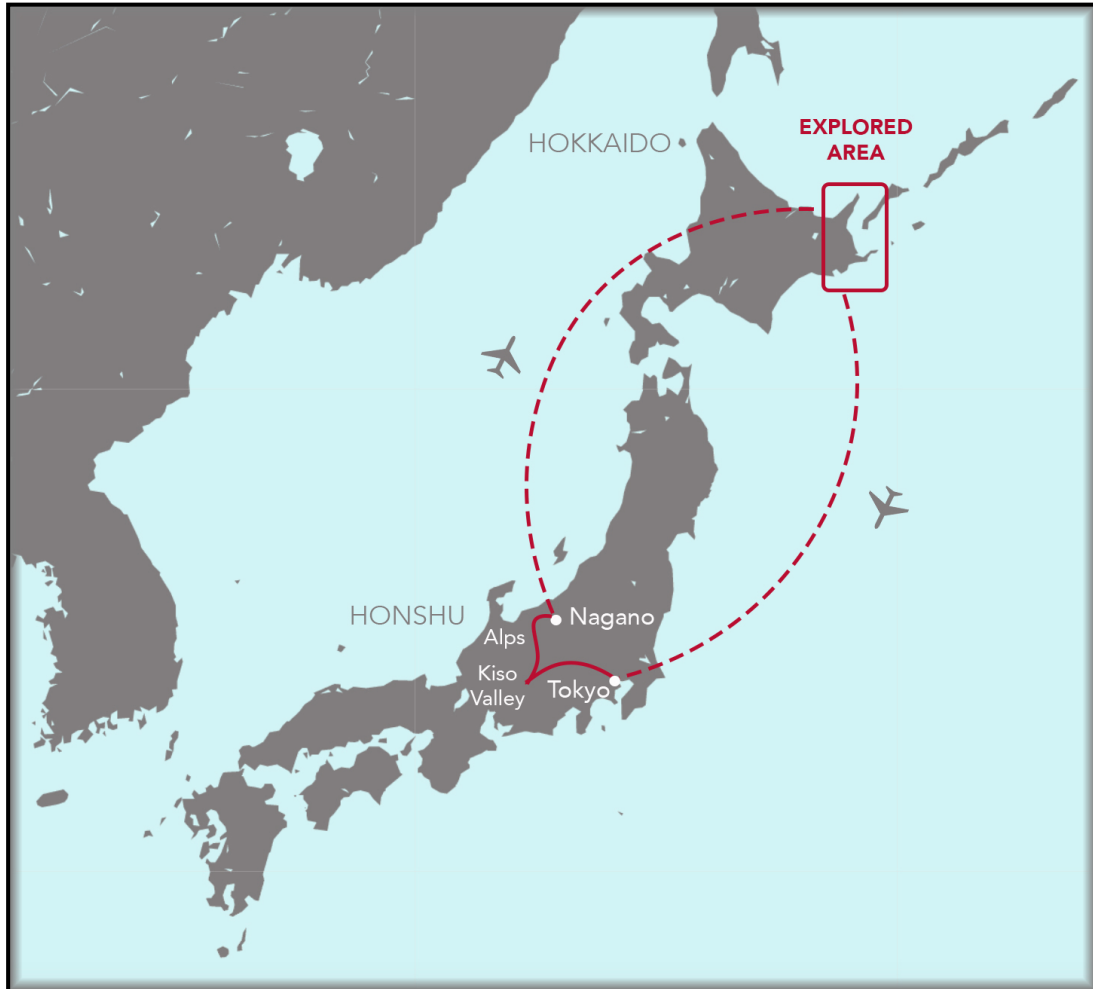 EXPLORED
AREA
HOKKAIDO
HONSHU
Nagano
Alps
Kiso
Valley
Tokyo